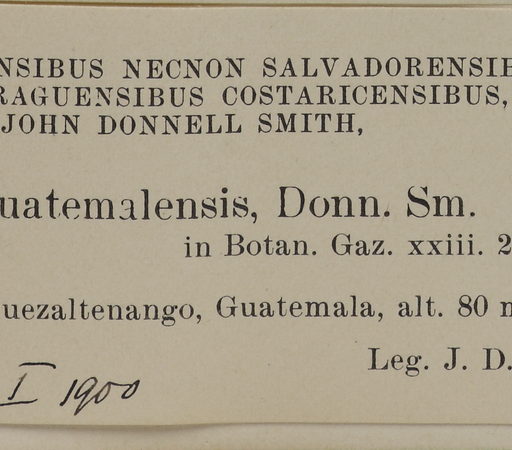 NSIBUS NECNON SALVADORENSIB
RAGUENSIBUS COSTARICENSIBUS,
JOHN DONNELL SMITH,
uatemalensis, Donn. Sm.
in Botan. Gaz. xxiii. 2
uezaltenango, Guatemala, alt. 80 m
Leg. J. D.
I 1900